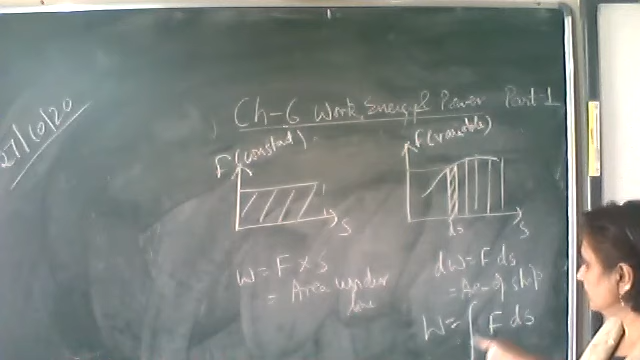 27/10/20
Ch-6 Work, Energy & Power Part-1
F(constant)
S
W = F × S
= Area under
line
F(variable)
ds
S
dW = F ds
= Area of strip
W = ∫ F ds